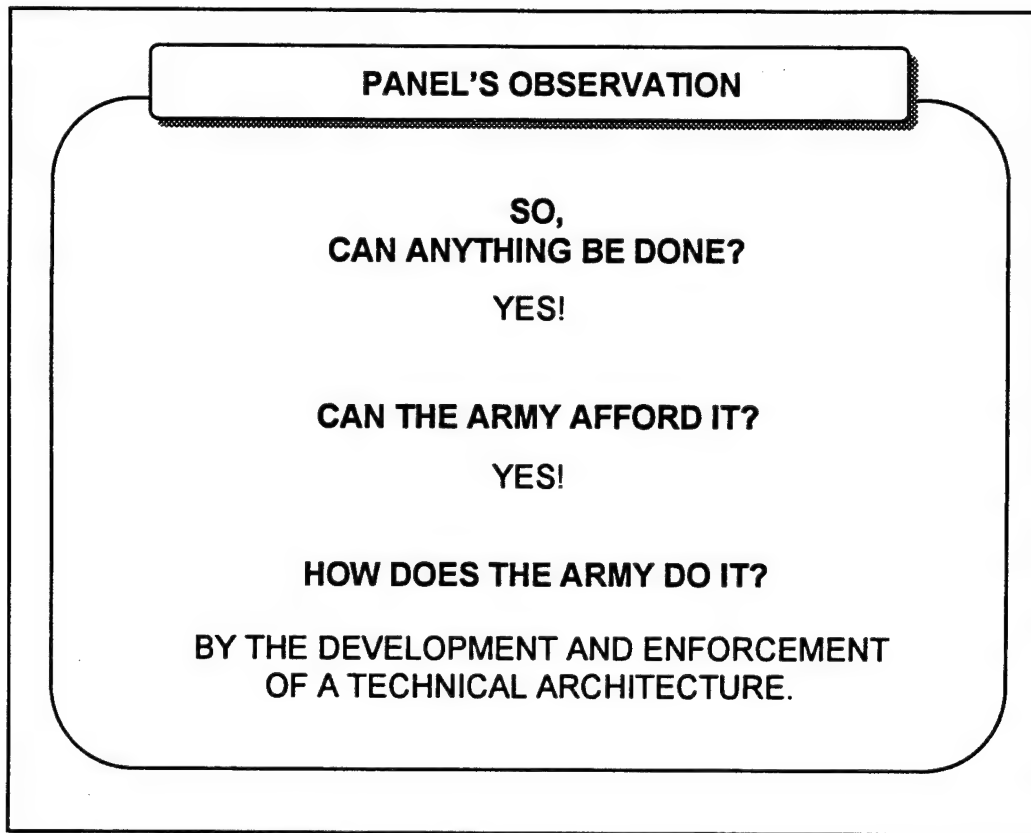 PANEL'S OBSERVATION
SO,
CAN ANYTHING BE DONE?
YES!
CAN THE ARMY AFFORD IT?
YES!
HOW DOES THE ARMY DO IT?
BY THE DEVELOPMENT AND ENFORCEMENT
OF A TECHNICAL ARCHITECTURE.